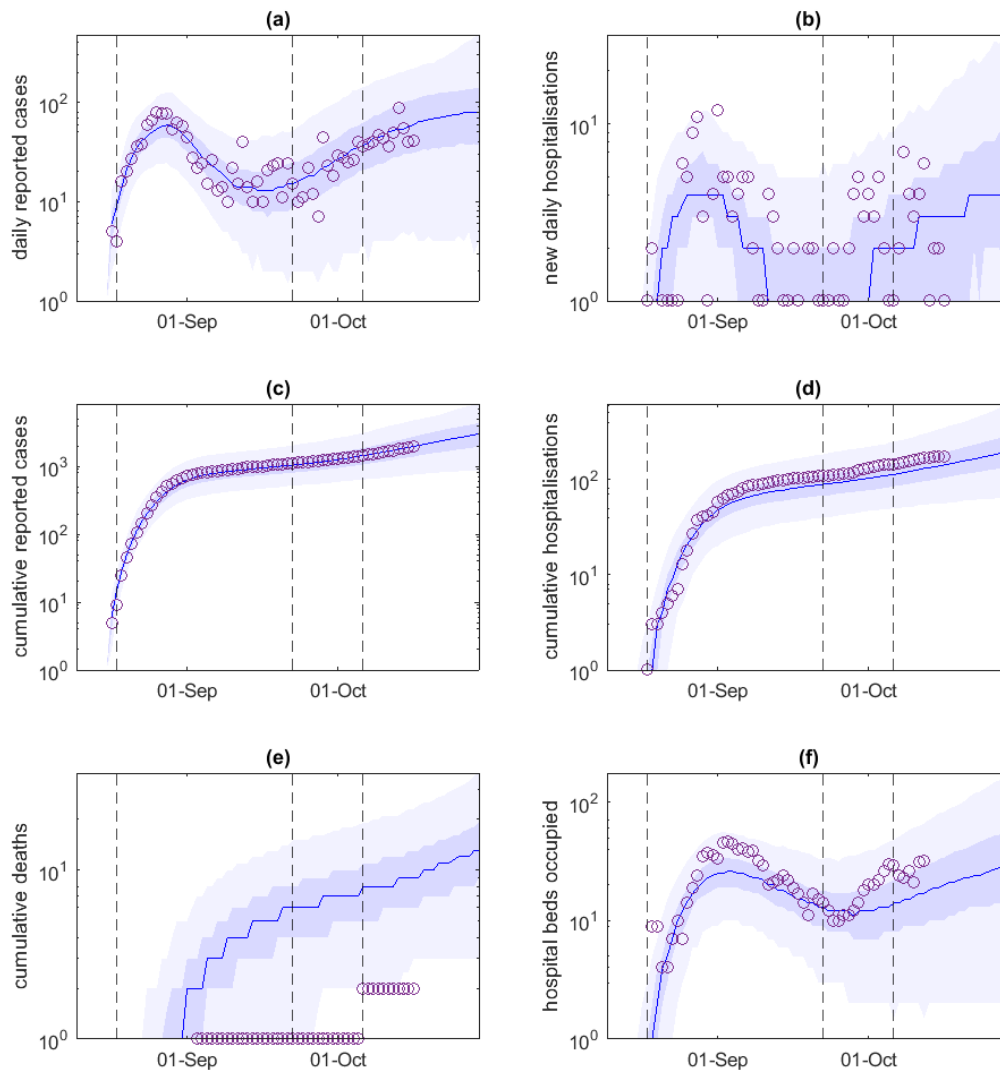 (a)
daily reported cases
10^2
10^1
10^0
01-Sep 01-Oct
(b)
new daily hospitalisations
10^1
10^0
01-Sep 01-Oct
(c)
cumulative reported cases
10^3
10^2
10^1
10^0
01-Sep 01-Oct
(d)
cumulative hospitalisations
10^2
10^1
10^0
01-Sep 01-Oct
(e)
cumulative deaths
10^1
10^0
01-Sep 01-Oct
(f)
hospital beds occupied
10^2
10^1
10^0
01-Sep 01-Oct